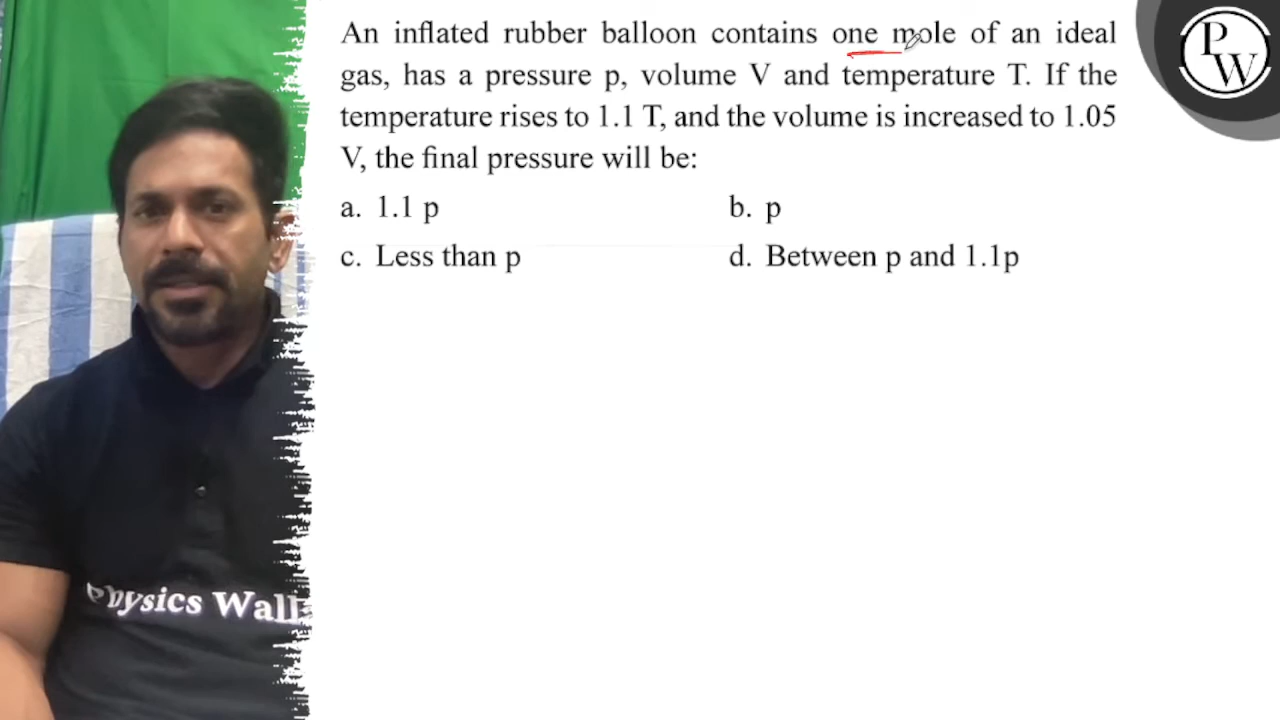 An inflated rubber balloon contains one mole of an ideal
gas, has a pressure p, volume V and temperature T. If the
temperature rises to 1.1 T, and the volume is increased to 1.05
V, the final pressure will be:
a. 1.1 p
b. p
c. Less than p
d. Between p and 1.1p
PW
Physics Wall